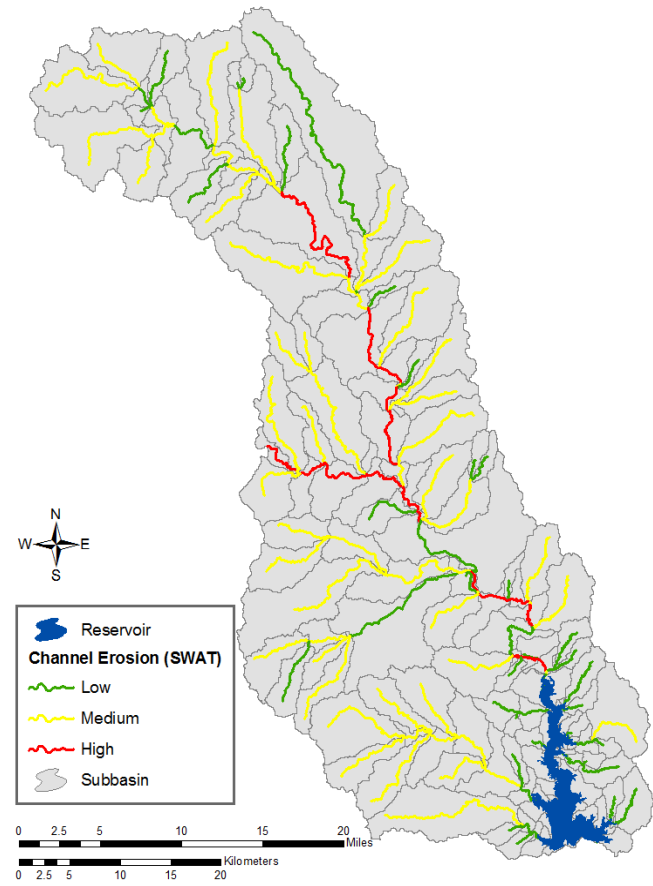 N
W E
S
Reservoir
Channel Erosion (SWAT)
Low
Medium
High
Subbasin
0 2.5 5 10 15 20
Miles
Kilometers
0 2.5 5 10 15 20